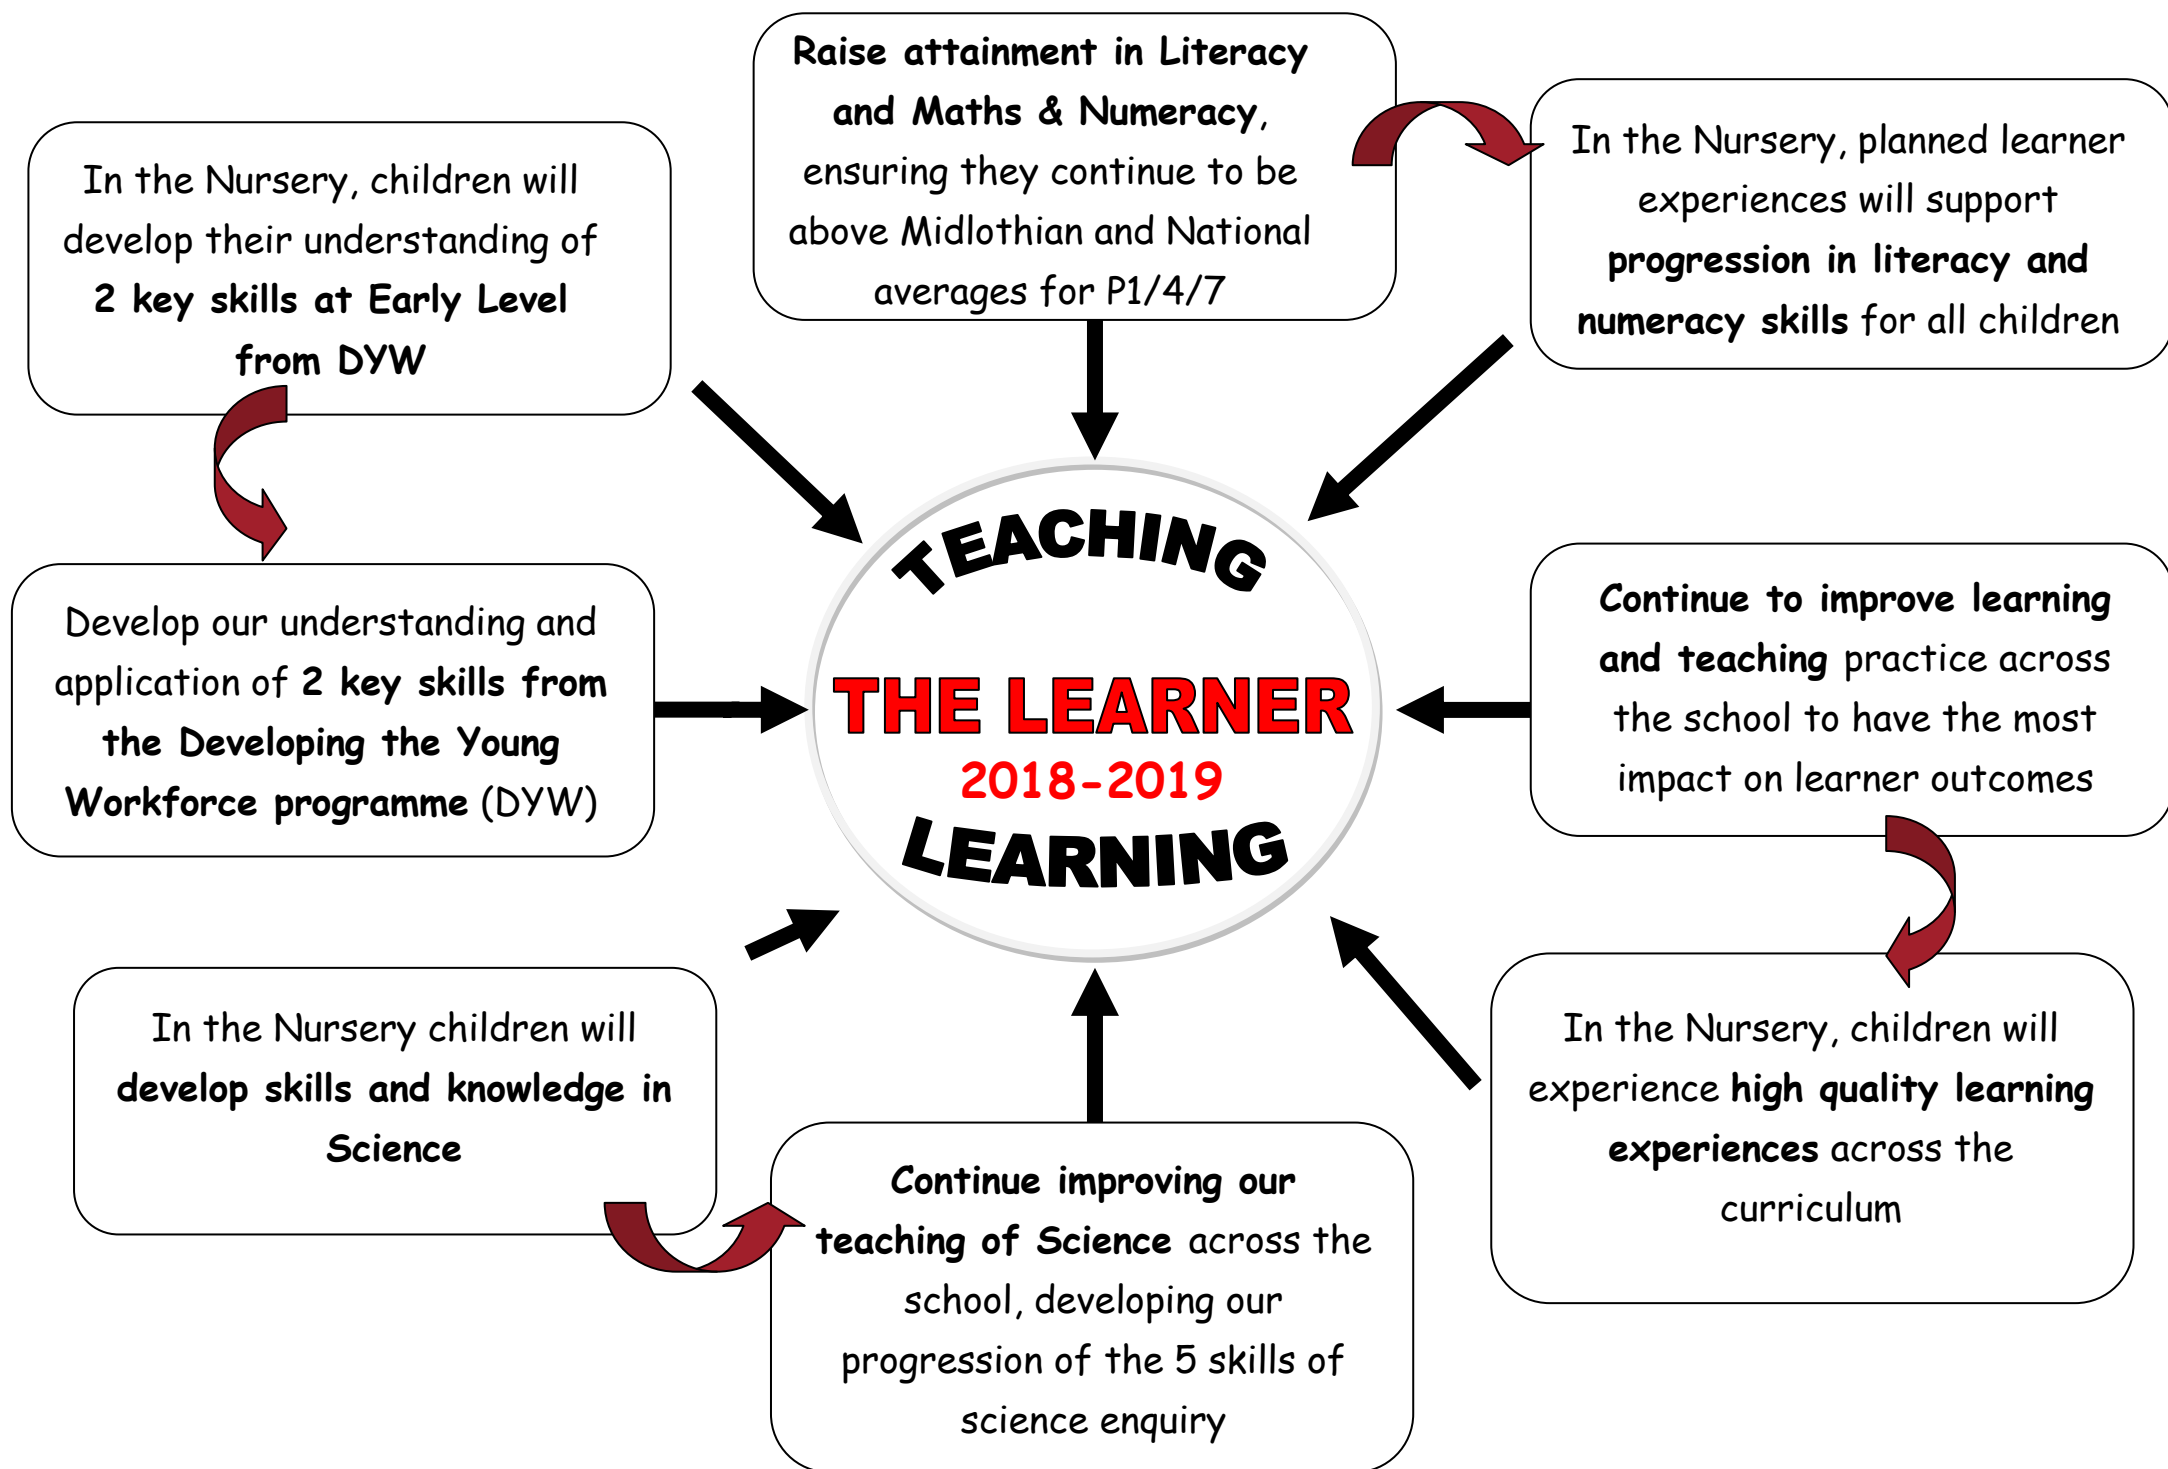 Raise attainment in Literacy
and Maths & Numeracy,
ensuring they continue to be
above Midlothian and National
averages for P1/4/7
In the Nursery, planned learner
experiences will support
progression in literacy and
numeracy skills for all children
In the Nursery, children will
develop their understanding of
2 key skills at Early Level
from DYW
Develop our understanding and
application of 2 key skills from
the Developing the Young
Workforce programme (DYW)
TEACHING
THE LEARNER
2018-2019
LEARNING
Continue to improve learning
and teaching practice across
the school to have the most
impact on learner outcomes
In the Nursery children will
develop skills and knowledge in
Science
Continue improving our
teaching of Science across the
school, developing our
progression of the 5 skills of
science enquiry
In the Nursery, children will
experience high quality learning
experiences across the
curriculum